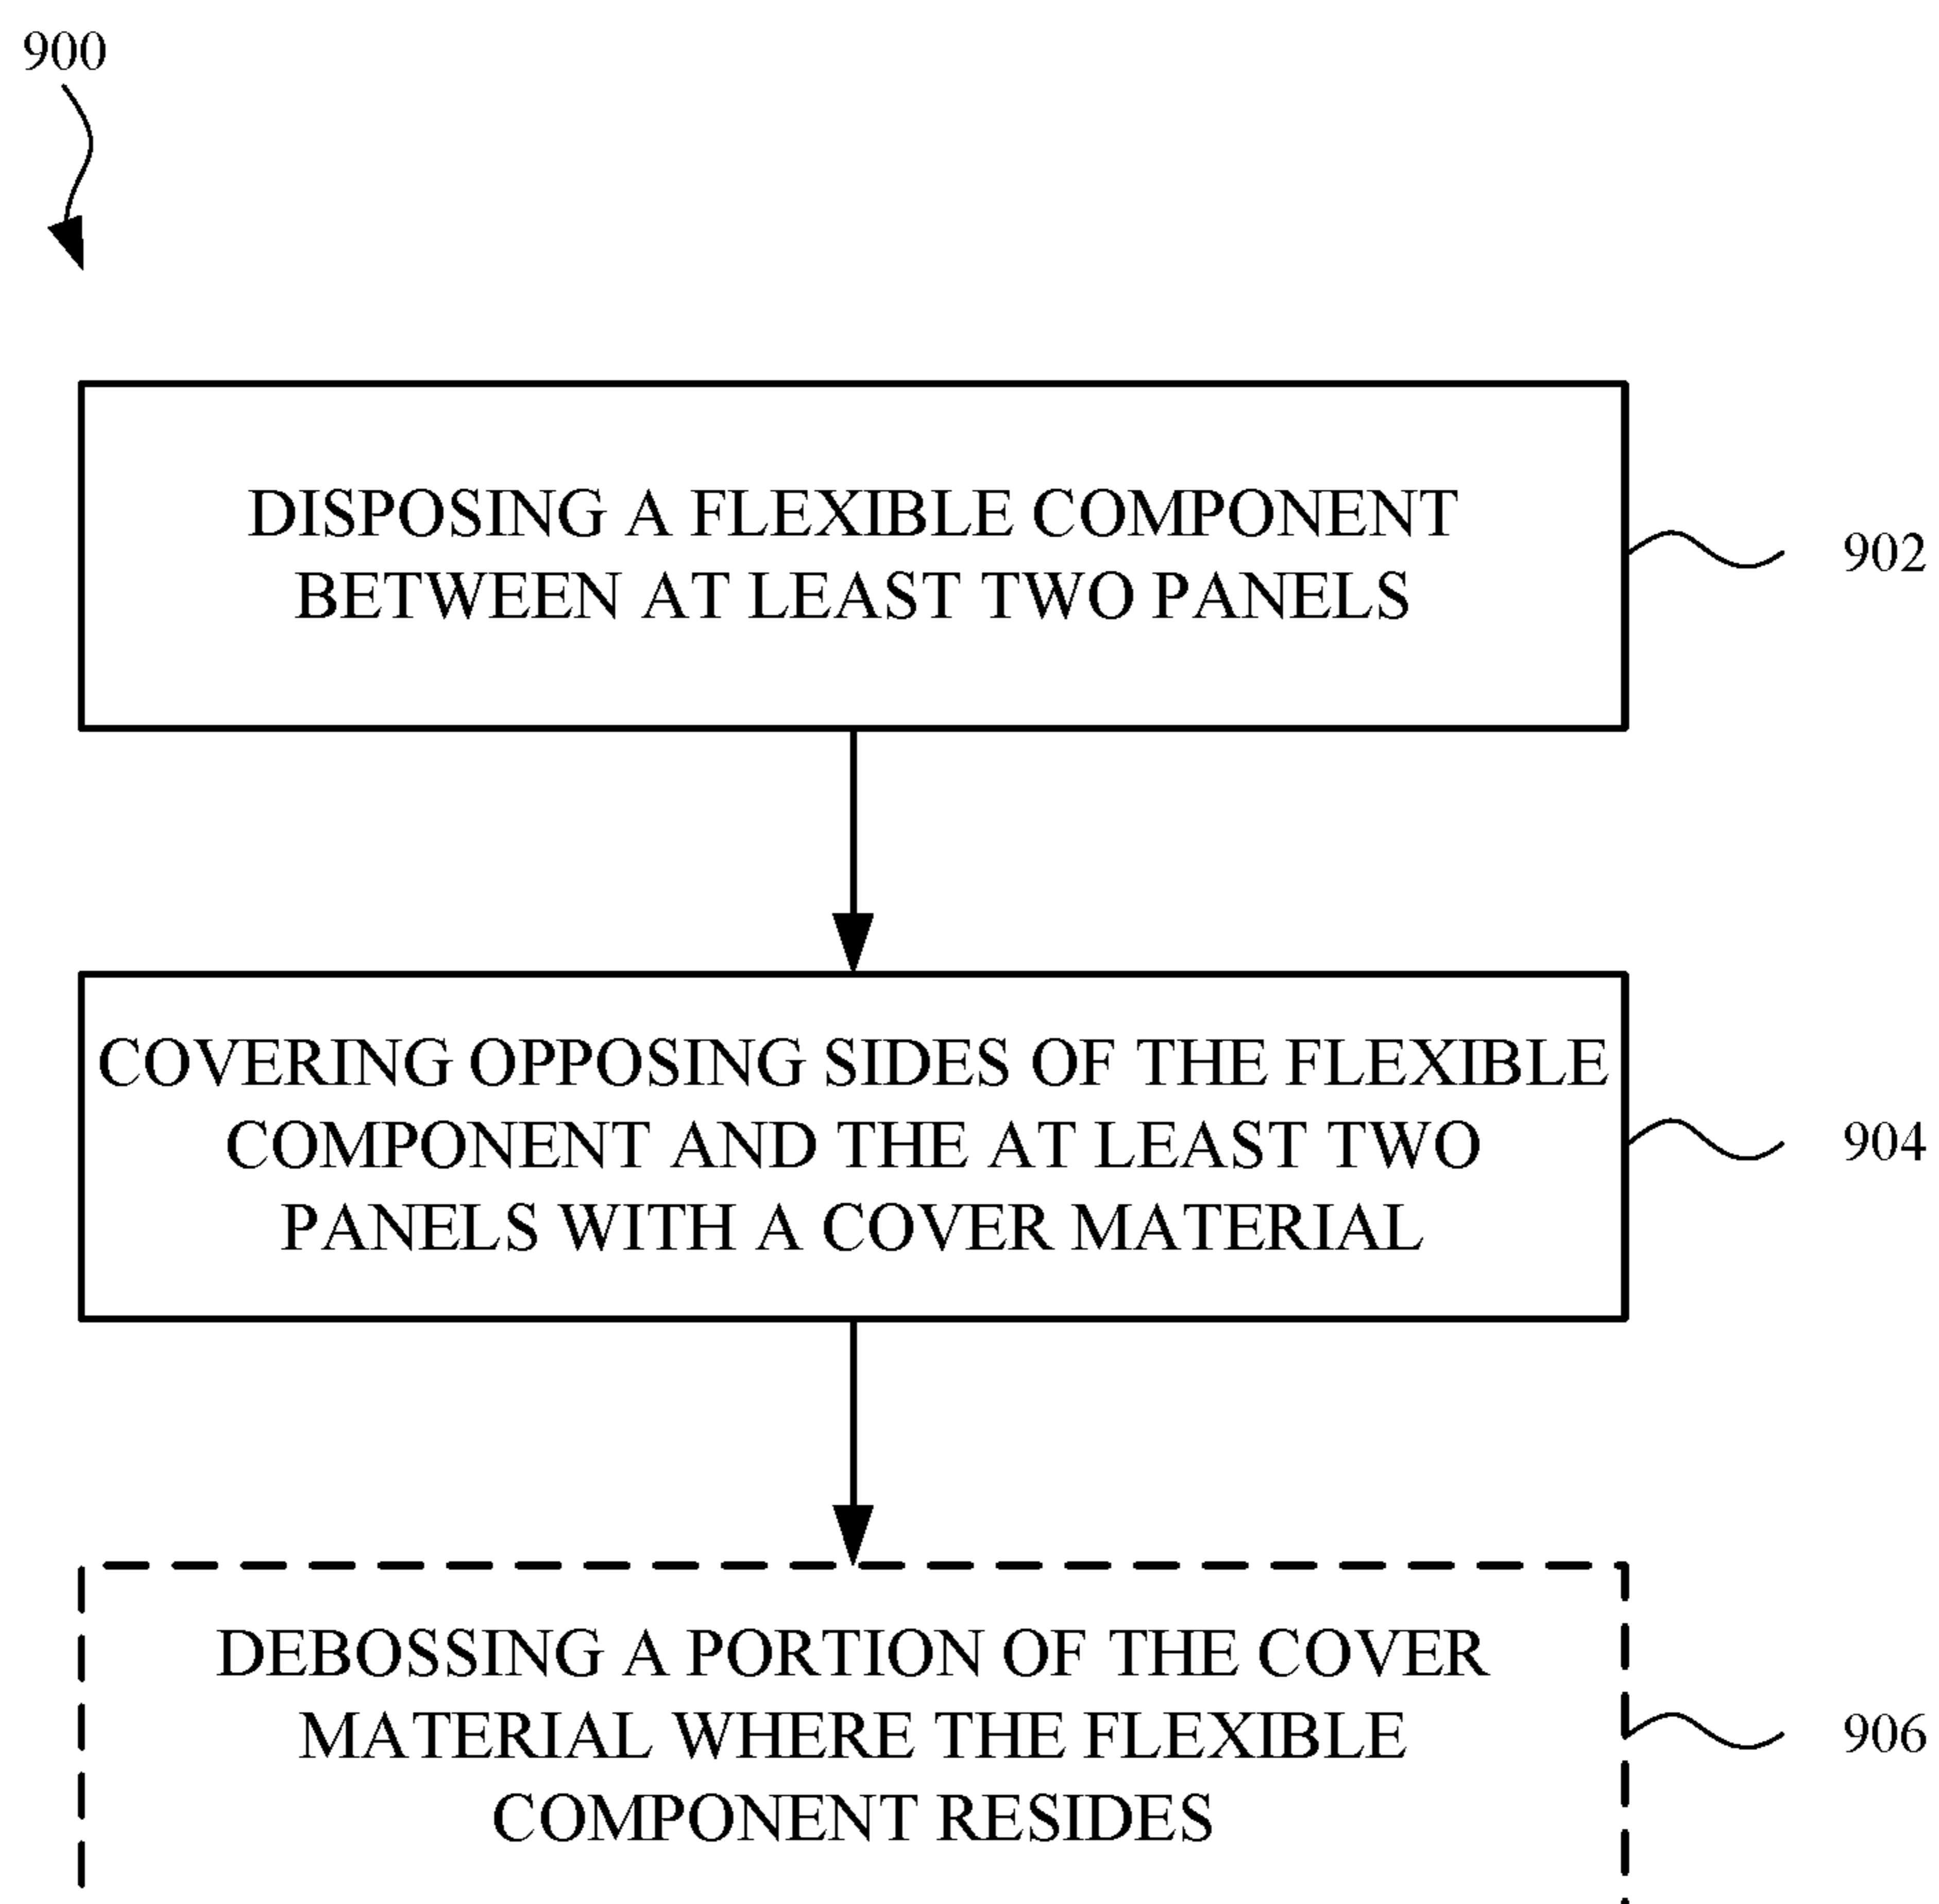 900
DISPOSING A FLEXIBLE COMPONENT
BETWEEN AT LEAST TWO PANELS
902
COVERING OPPOSING SIDES OF THE FLEXIBLE
COMPONENT AND THE AT LEAST TWO
PANELS WITH A COVER MATERIAL
904
DEBOSSING A PORTION OF THE COVER
MATERIAL WHERE THE FLEXIBLE
COMPONENT RESIDES
906